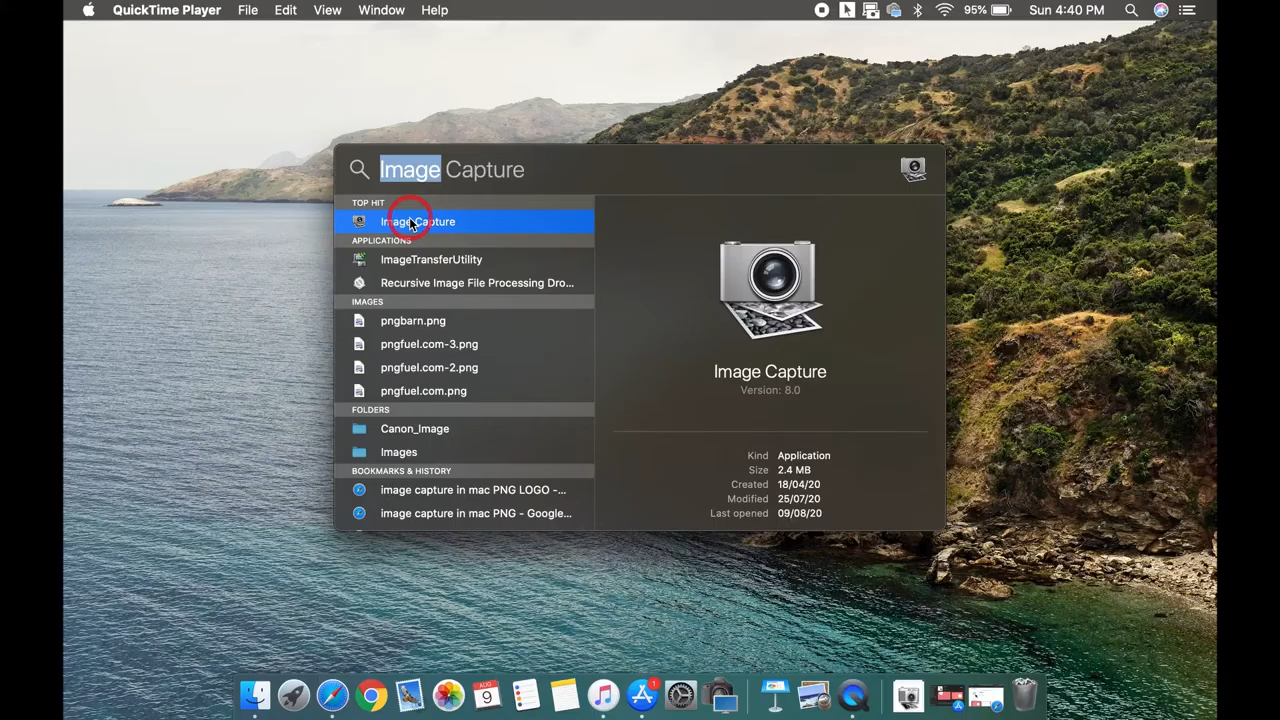 QuickTime Player File Edit View Window Help 95% Sun 4:40 PM
Image Capture
TOP HIT
Image Capture
APPLICATIONS
ImageTransferUtility
Recursive Image File Processing Dro...
IMAGES
pngbarn.png
pngfuel.com-3.png
pngfuel.com-2.png
pngfuel.com.png
FOLDERS
Canon_Image
Images
BOOKMARKS & HISTORY
image capture in mac PNG LOGO -...
image capture in mac PNG - Google...
Image Capture
Version: 8.0
Kind Application
Size 2.4 MB
Created 18/04/20
Modified 25/07/20
Last opened 09/08/20
AUG
9
1